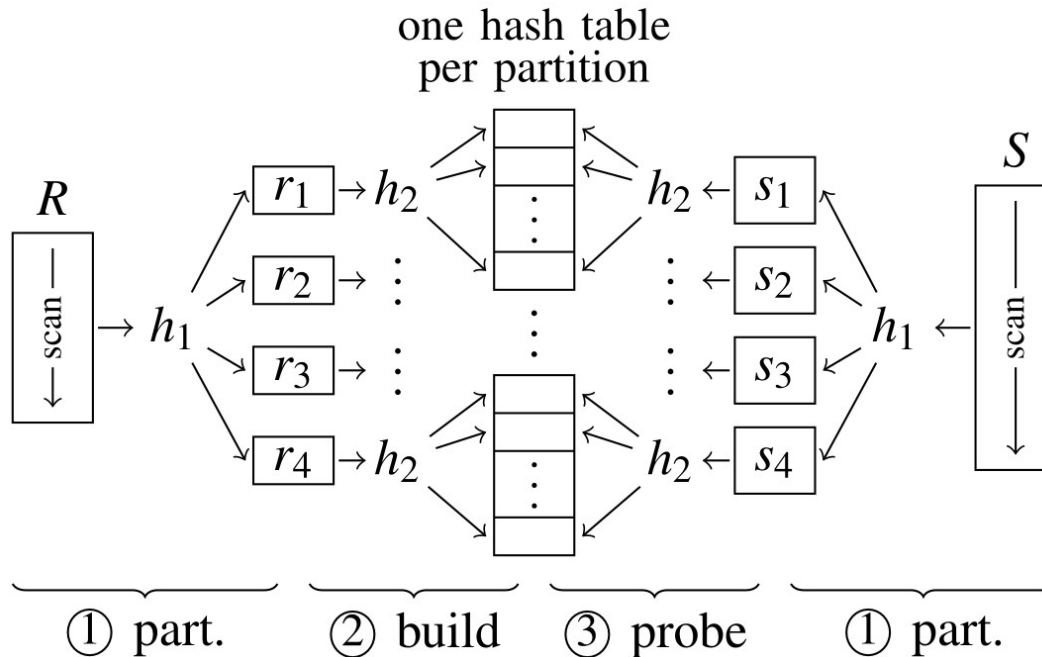 one hash table
per partition
R
scan
h₁
r₁
r₂
r₃
r₄
h₂
⋮
⋮
h₂
⋮
⋮
⋮
h₂
⋮
⋮
h₂
s₁
s₂
s₃
s₄
h₁
S
scan
① part.
② build
③ probe
① part.